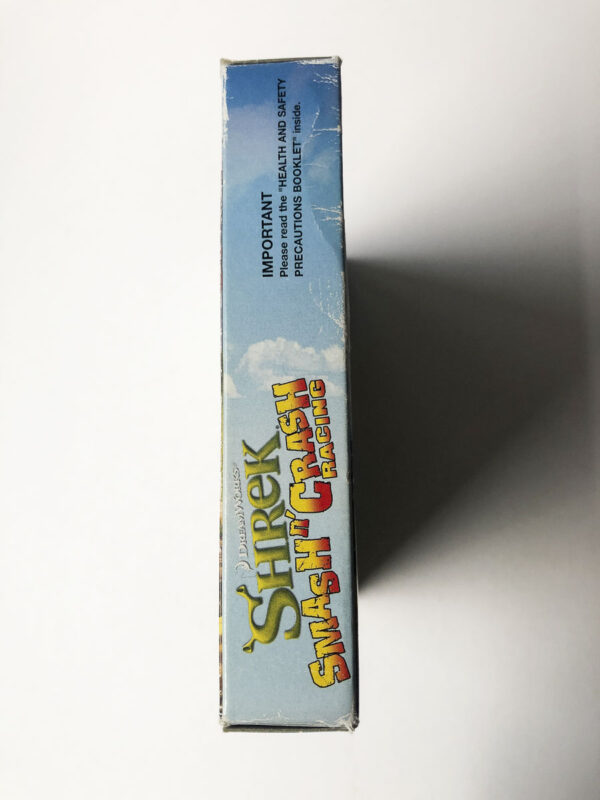 DREAMWORKS
SHREK
SMASH n' CRASH
RACING
IMPORTANT
Please read the "HEALTH AND SAFETY
PRECAUTIONS BOOKLET" inside.